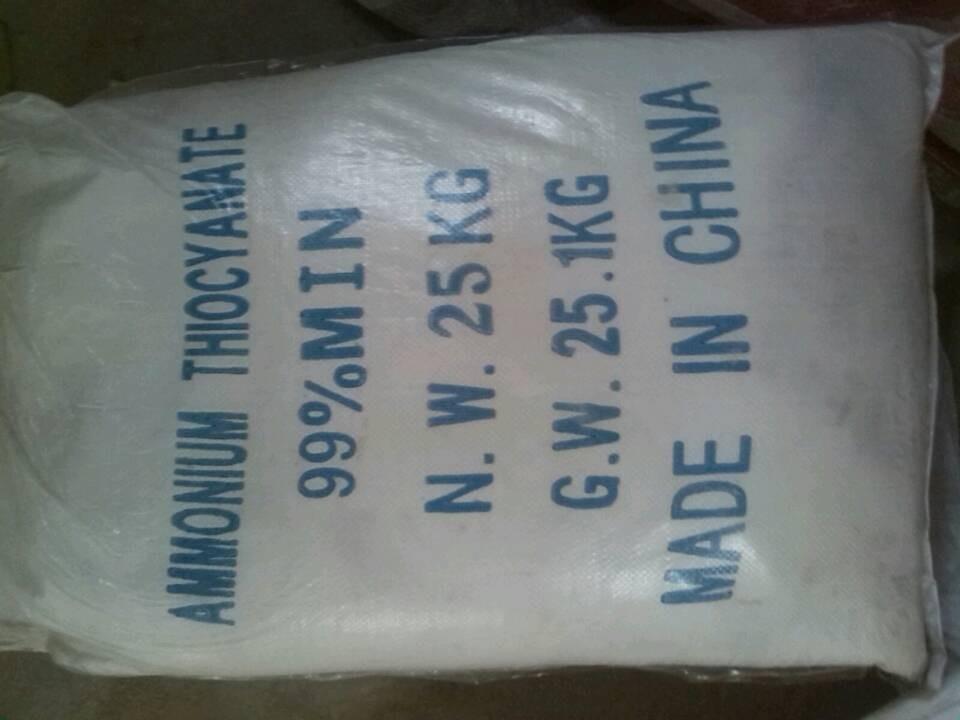 AMMONIUM THIOCYANATE
99%MIN
N. W. 25KG
G.W. 25.1KG
MADE IN CHINA